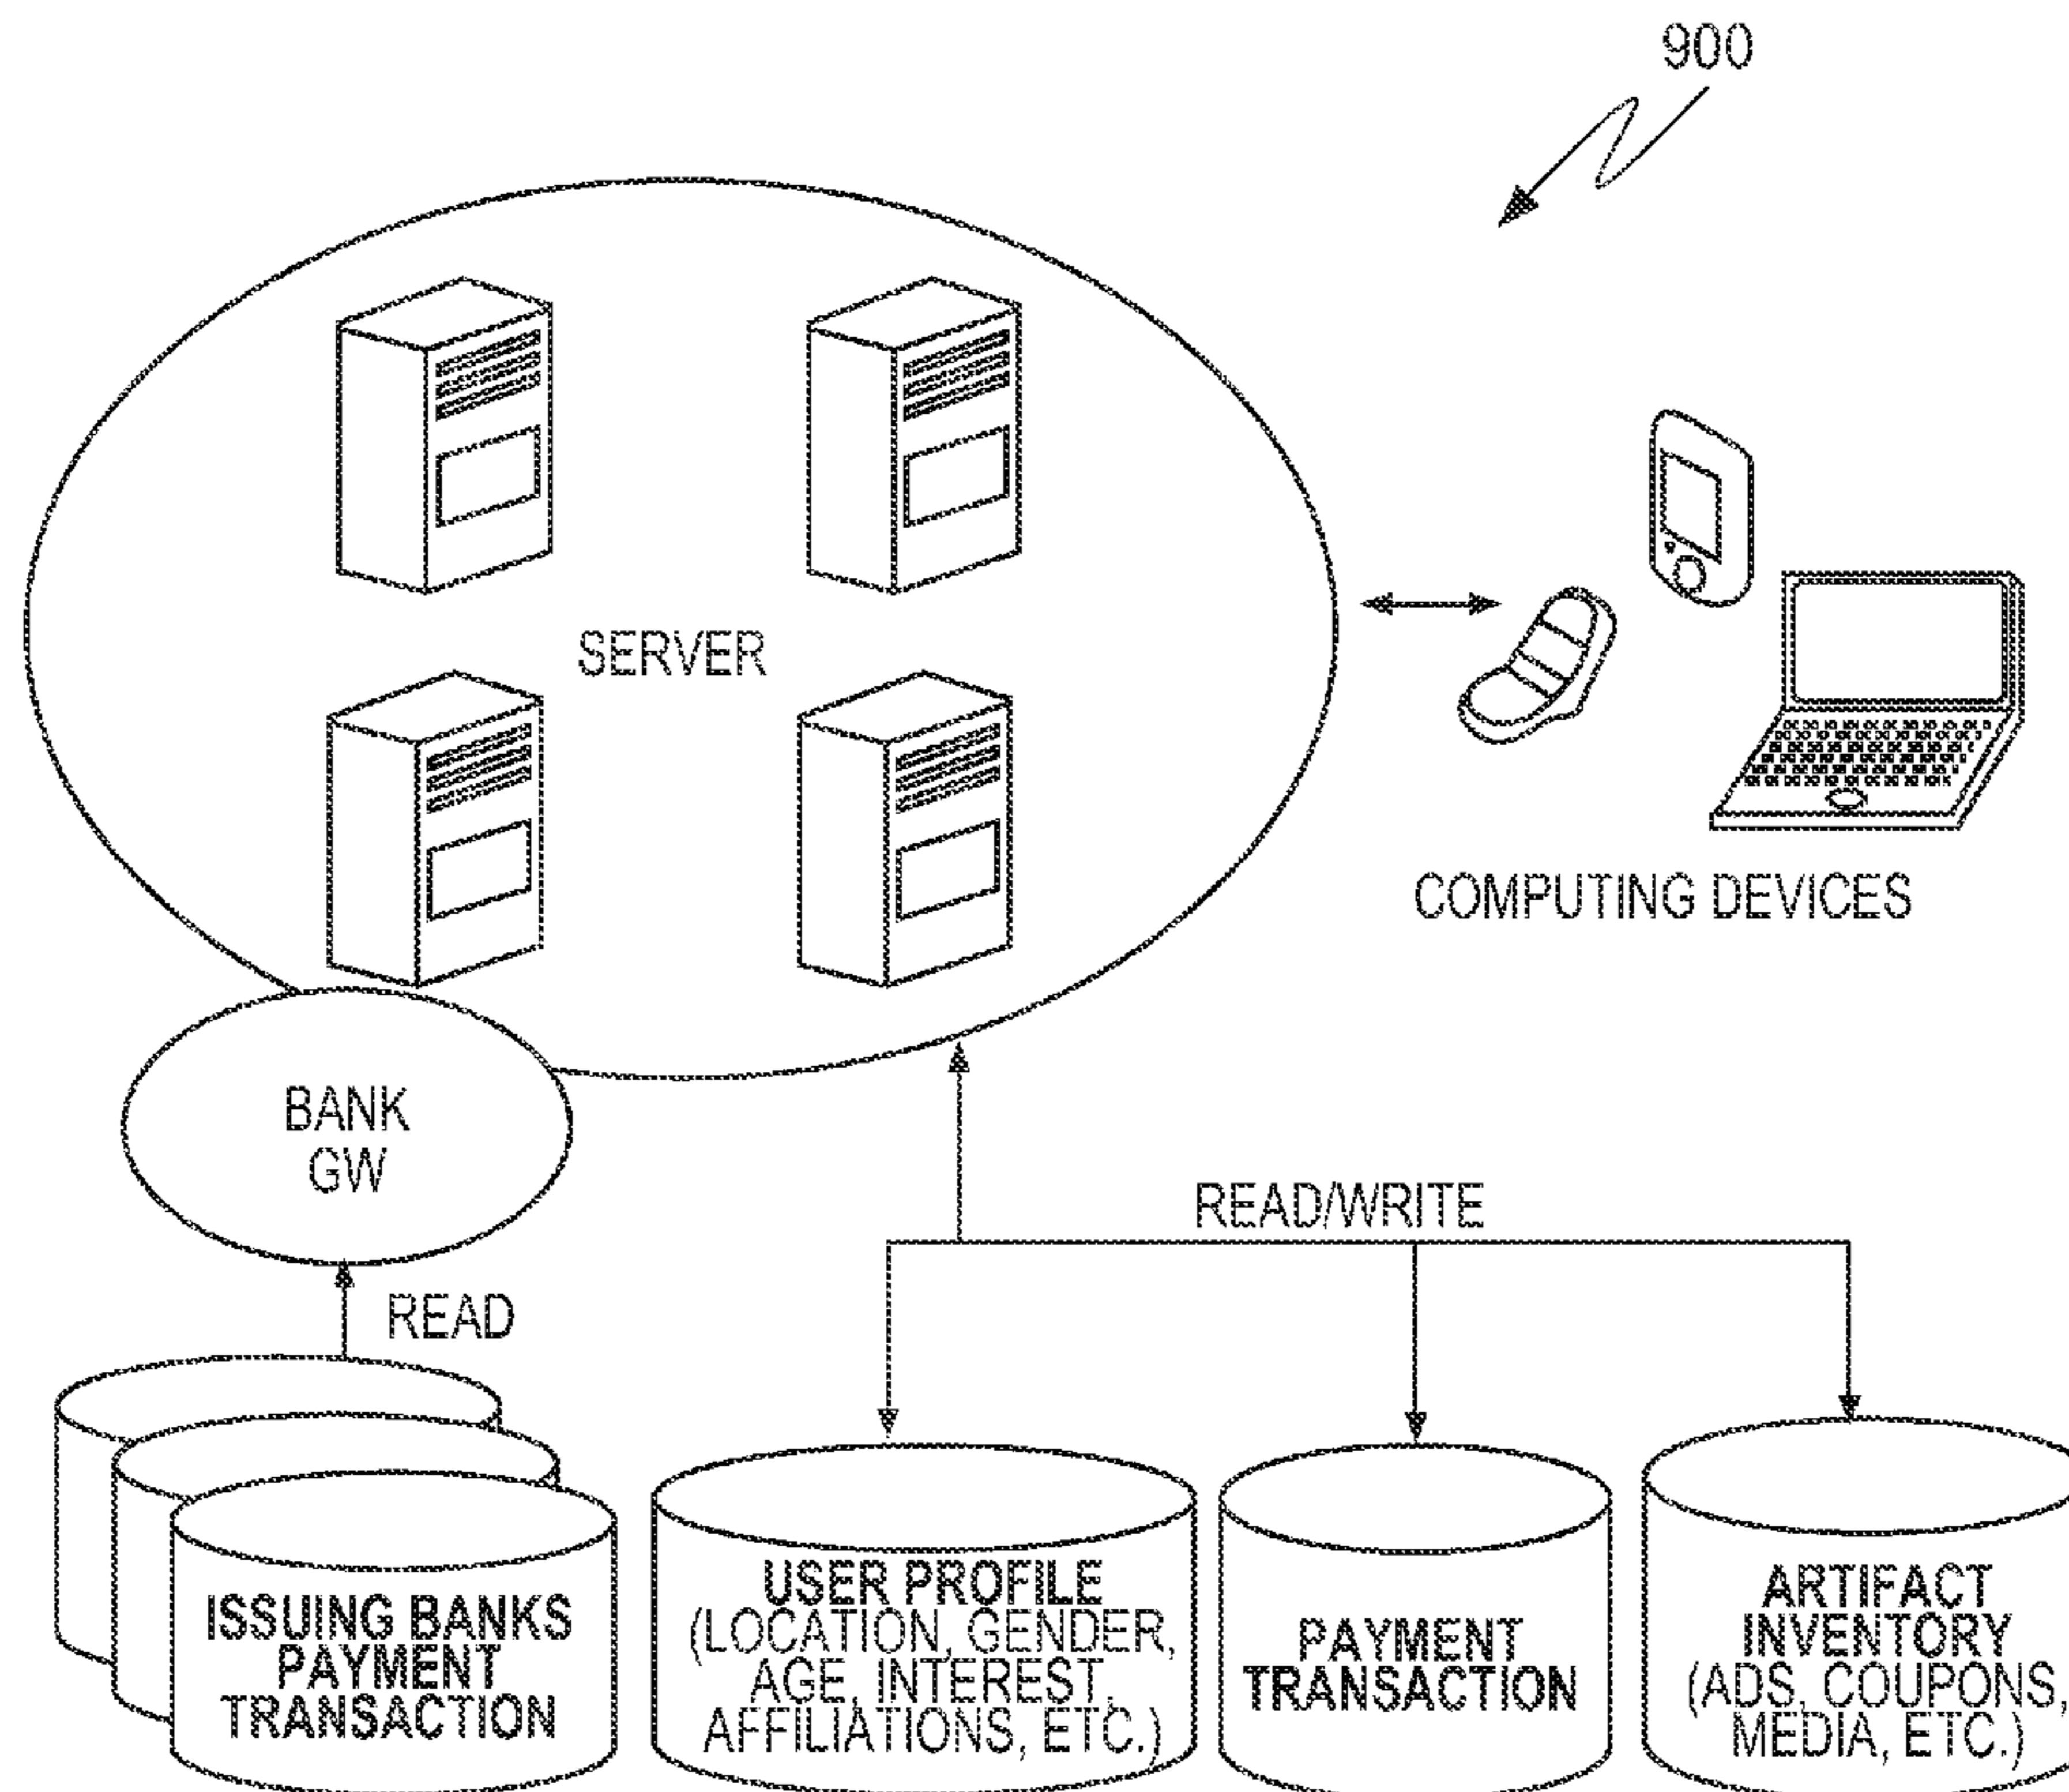 900
SERVER
COMPUTING DEVICES
BANK
GW
READ/WRITE
READ
ISSUING BANKS
PAYMENT
TRANSACTION
USER PROFILE
(LOCATION, GENDER,
AGE, INTEREST,
AFFILIATIONS, ETC.)
PAYMENT
TRANSACTION
ARTIFACT
INVENTORY
(ADS, COUPONS,
MEDIA, ETC.)